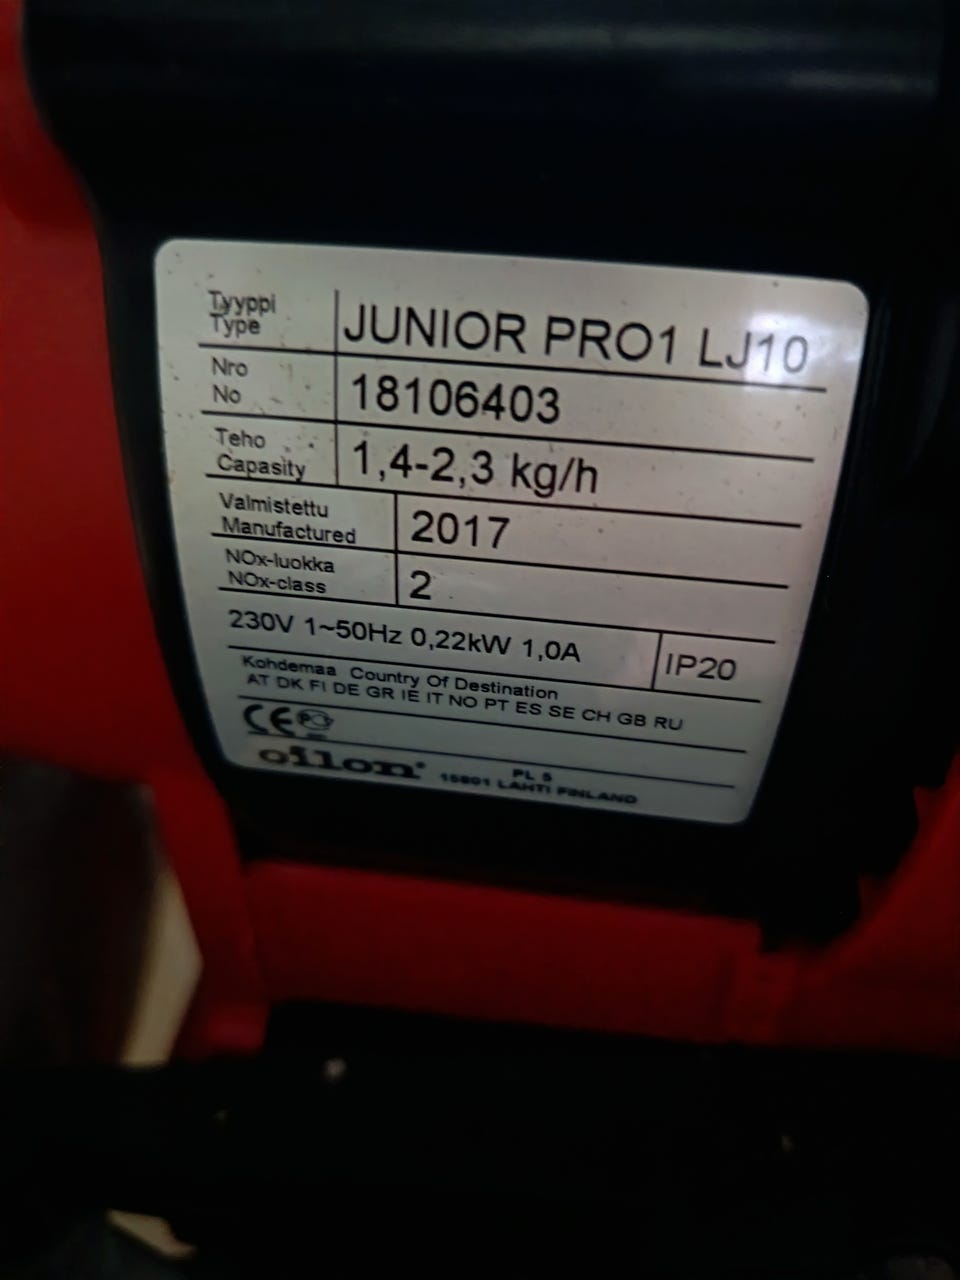 Tyyppi
Type
JUNIOR PRO1 LJ10
Nro
No
18106403
Teho
Capasity
1,4-2,3 kg/h
Valmistettu
Manufactured
2017
NOx-luokka
NOx-class
2
230V 1~50Hz 0,22kW 1,0A
IP20
Kohdemaa Country Of Destination
AT DK FI DE GR IE IT NO PT ES SE CH GB RU
CE
oilon
PL 5
15801 LAHTI FINLAND